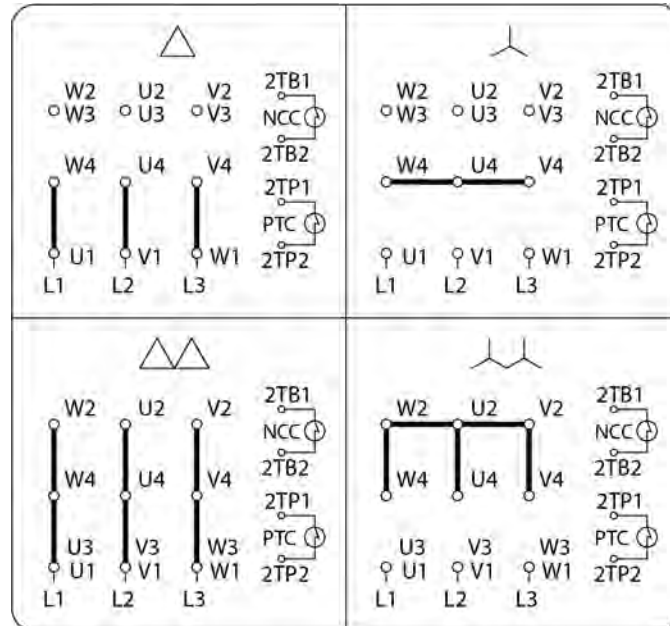 W2 U2 V2 2TB1
W3 U3 V3 NCC
2TB2
W4 U4 V4 2TP1
PTC
U1 V1 W1 2TP2
L1 L2 L3
W2 U2 V2 2TB1
W3 U3 V3 NCC
2TB2
W4 U4 V4 2TP1
PTC
U1 V1 W1 2TP2
L1 L2 L3
W2 U2 V2 2TB1
NCC
2TB2
W4 U4 V4 2TP1
U3 V3 W3 PTC
U1 V1 W1 2TP2
L1 L2 L3
W2 U2 V2 2TB1
NCC
2TB2
W4 U4 V4 2TP1
U3 V3 W3 PTC
U1 V1 W1 2TP2
L1 L2 L3